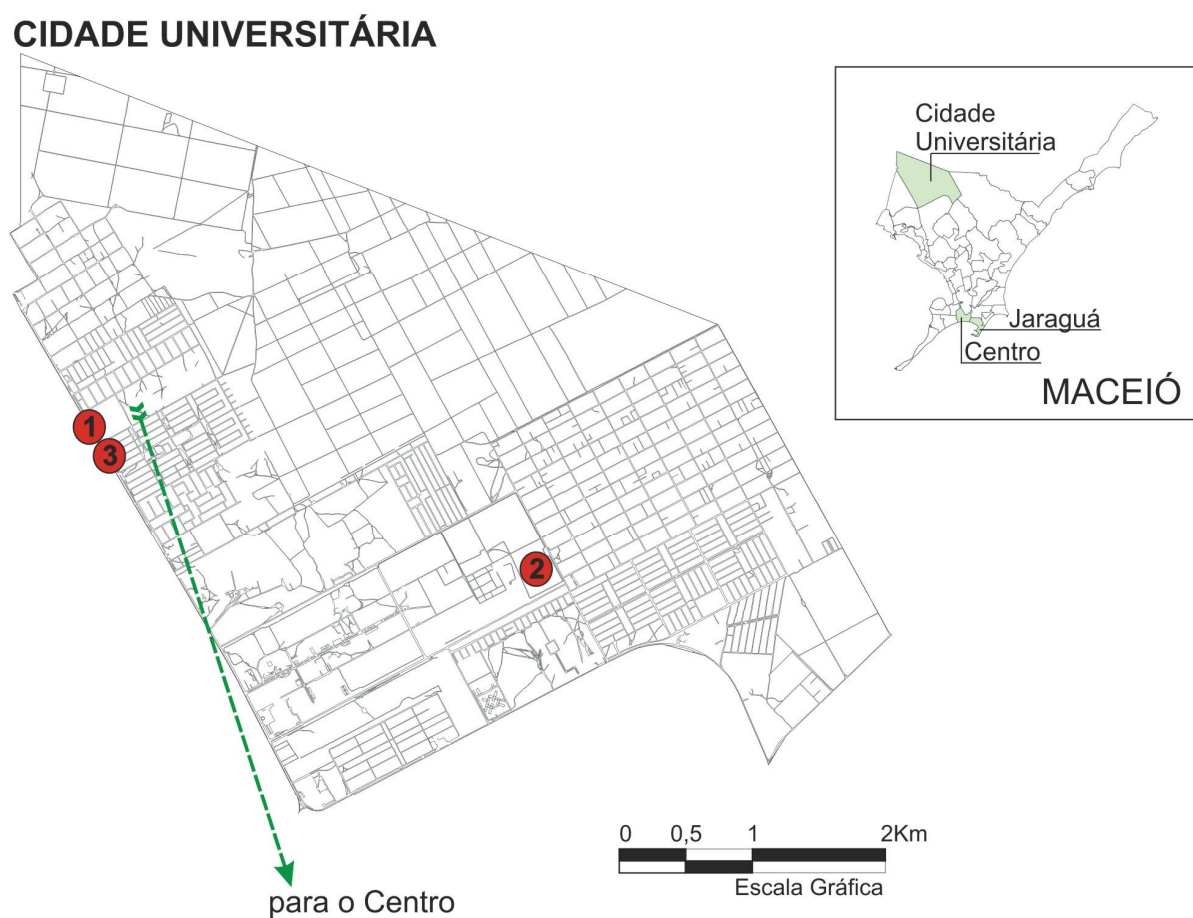 CIDADE UNIVERSITÁRIA
Cidade
Universitária
Jaraguá
Centro
MACEIÓ
1
3
2
0 0,5 1 2Km
Escala Gráfica
para o Centro